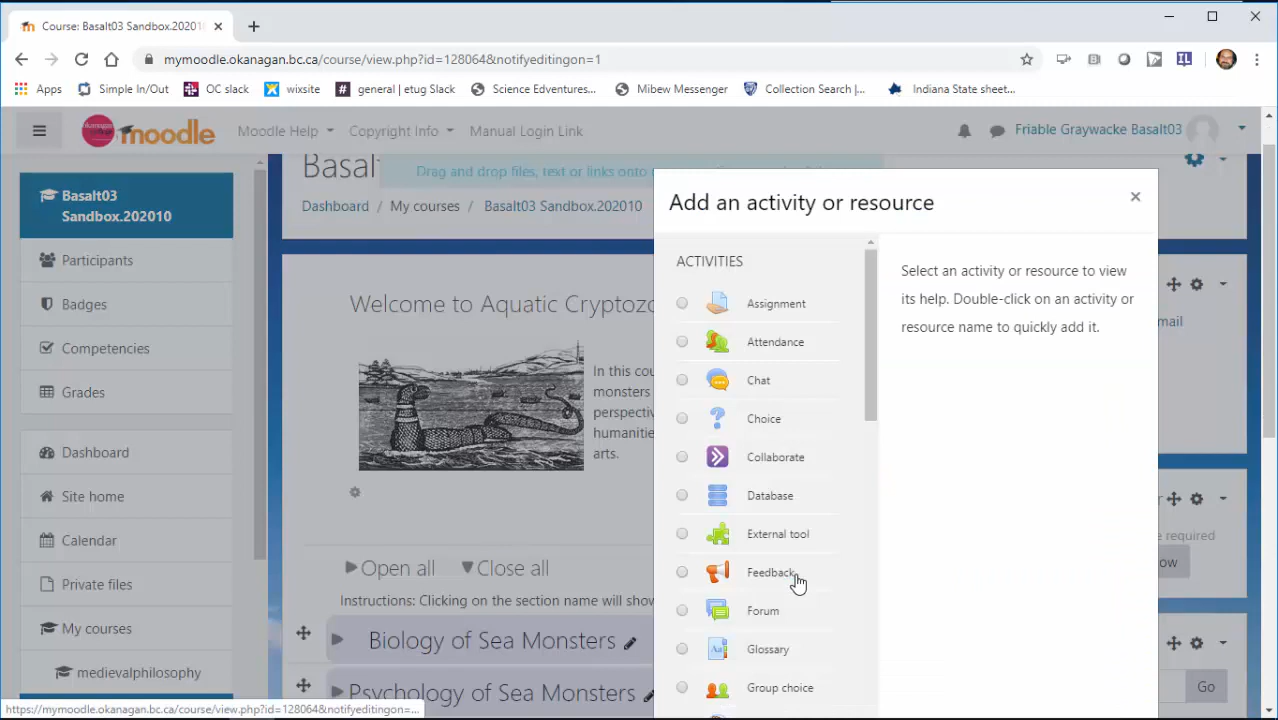 Course: Basalt03 Sandbox.20201
mymoodle.okanagan.bc.ca/course/view.php?id=128064&notifyeditingon=1
Apps Simple In/Out OC slack wixsite general | etug Slack Science Edventures... Mibew Messenger Collection Search |... Indiana State sheet...
moodle Moodle Help Copyright Info Manual Login Link Friable Graywacke Basalt03
Basalt03
Sandbox.202010
Participants
Badges
Competencies
Grades
Dashboard
Site home
Calendar
Private files
My courses
medievalphilosophy
https://mymoodle.okanagan.bc.ca/course/view.php?id=128064&notifyeditingon=...
Basalt
Drag and drop files, text or links onto
Dashboard / My courses / Basalt03 Sandbox.202010
Welcome to Aquatic Cryptozo
In this cou
monsters
perspectiv
humanities
arts.
Open all Close all
Instructions: Clicking on the section name will show
Biology of Sea Monsters
Psychology of Sea Monsters
Add an activity or resource
ACTIVITIES
Assignment
Attendance
Chat
Choice
Collaborate
Database
External tool
Feedback
Forum
Glossary
Group choice
Select an activity or resource to view
its help. Double-click on an activity or
resource name to quickly add it.
mail
r
e required
ow
Go